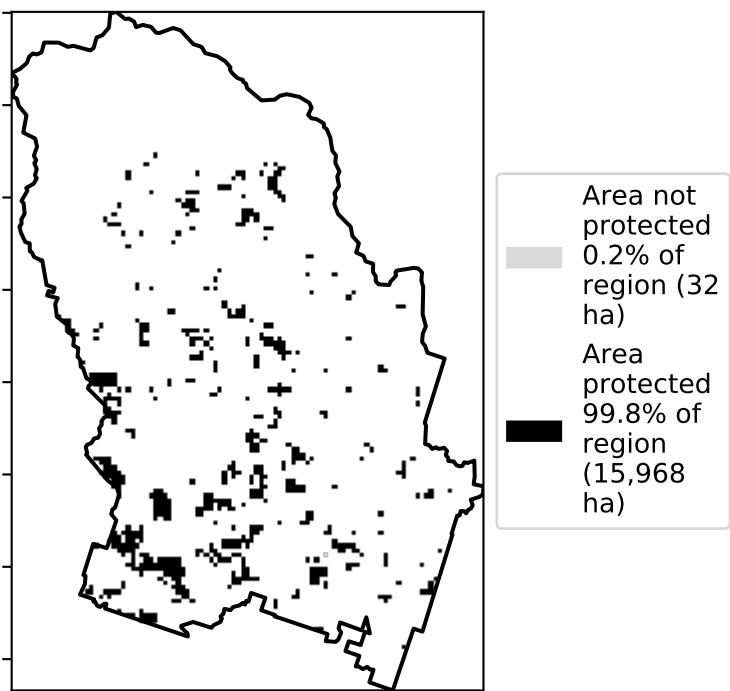 Area not
protected
0.2% of
region (32
ha)
Area
protected
99.8% of
region
(15,968
ha)